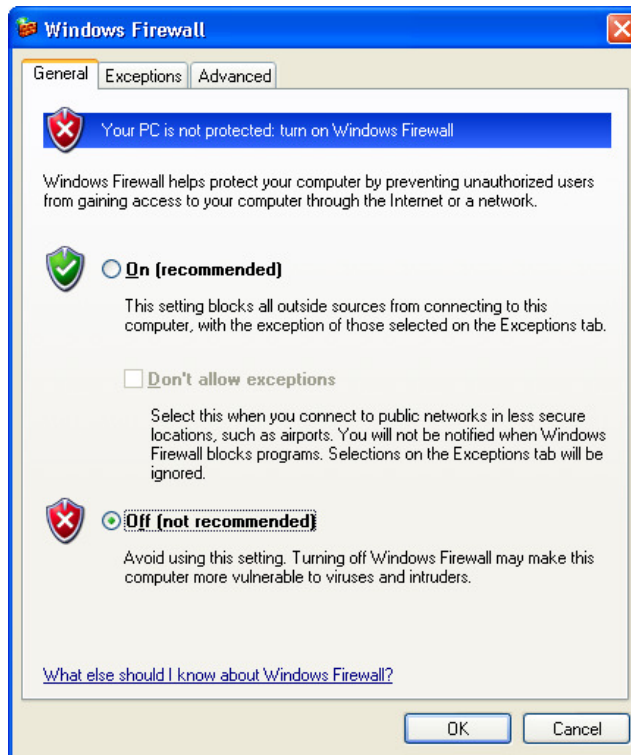 Windows Firewall
General Exceptions Advanced
Your PC is not protected: turn on Windows Firewall
Windows Firewall helps protect your computer by preventing unauthorized users
from gaining access to your computer through the Internet or a network.
On (recommended)
This setting blocks all outside sources from connecting to this
computer, with the exception of those selected on the Exceptions tab.
Don't allow exceptions
Select this when you connect to public networks in less secure
locations, such as airports. You will not be notified when Windows
Firewall blocks programs. Selections on the Exceptions tab will be
ignored.
Off (not recommended)
Avoid using this setting. Turning off Windows Firewall may make this
computer more vulnerable to viruses and intruders.
What else should I know about Windows Firewall?
OK Cancel